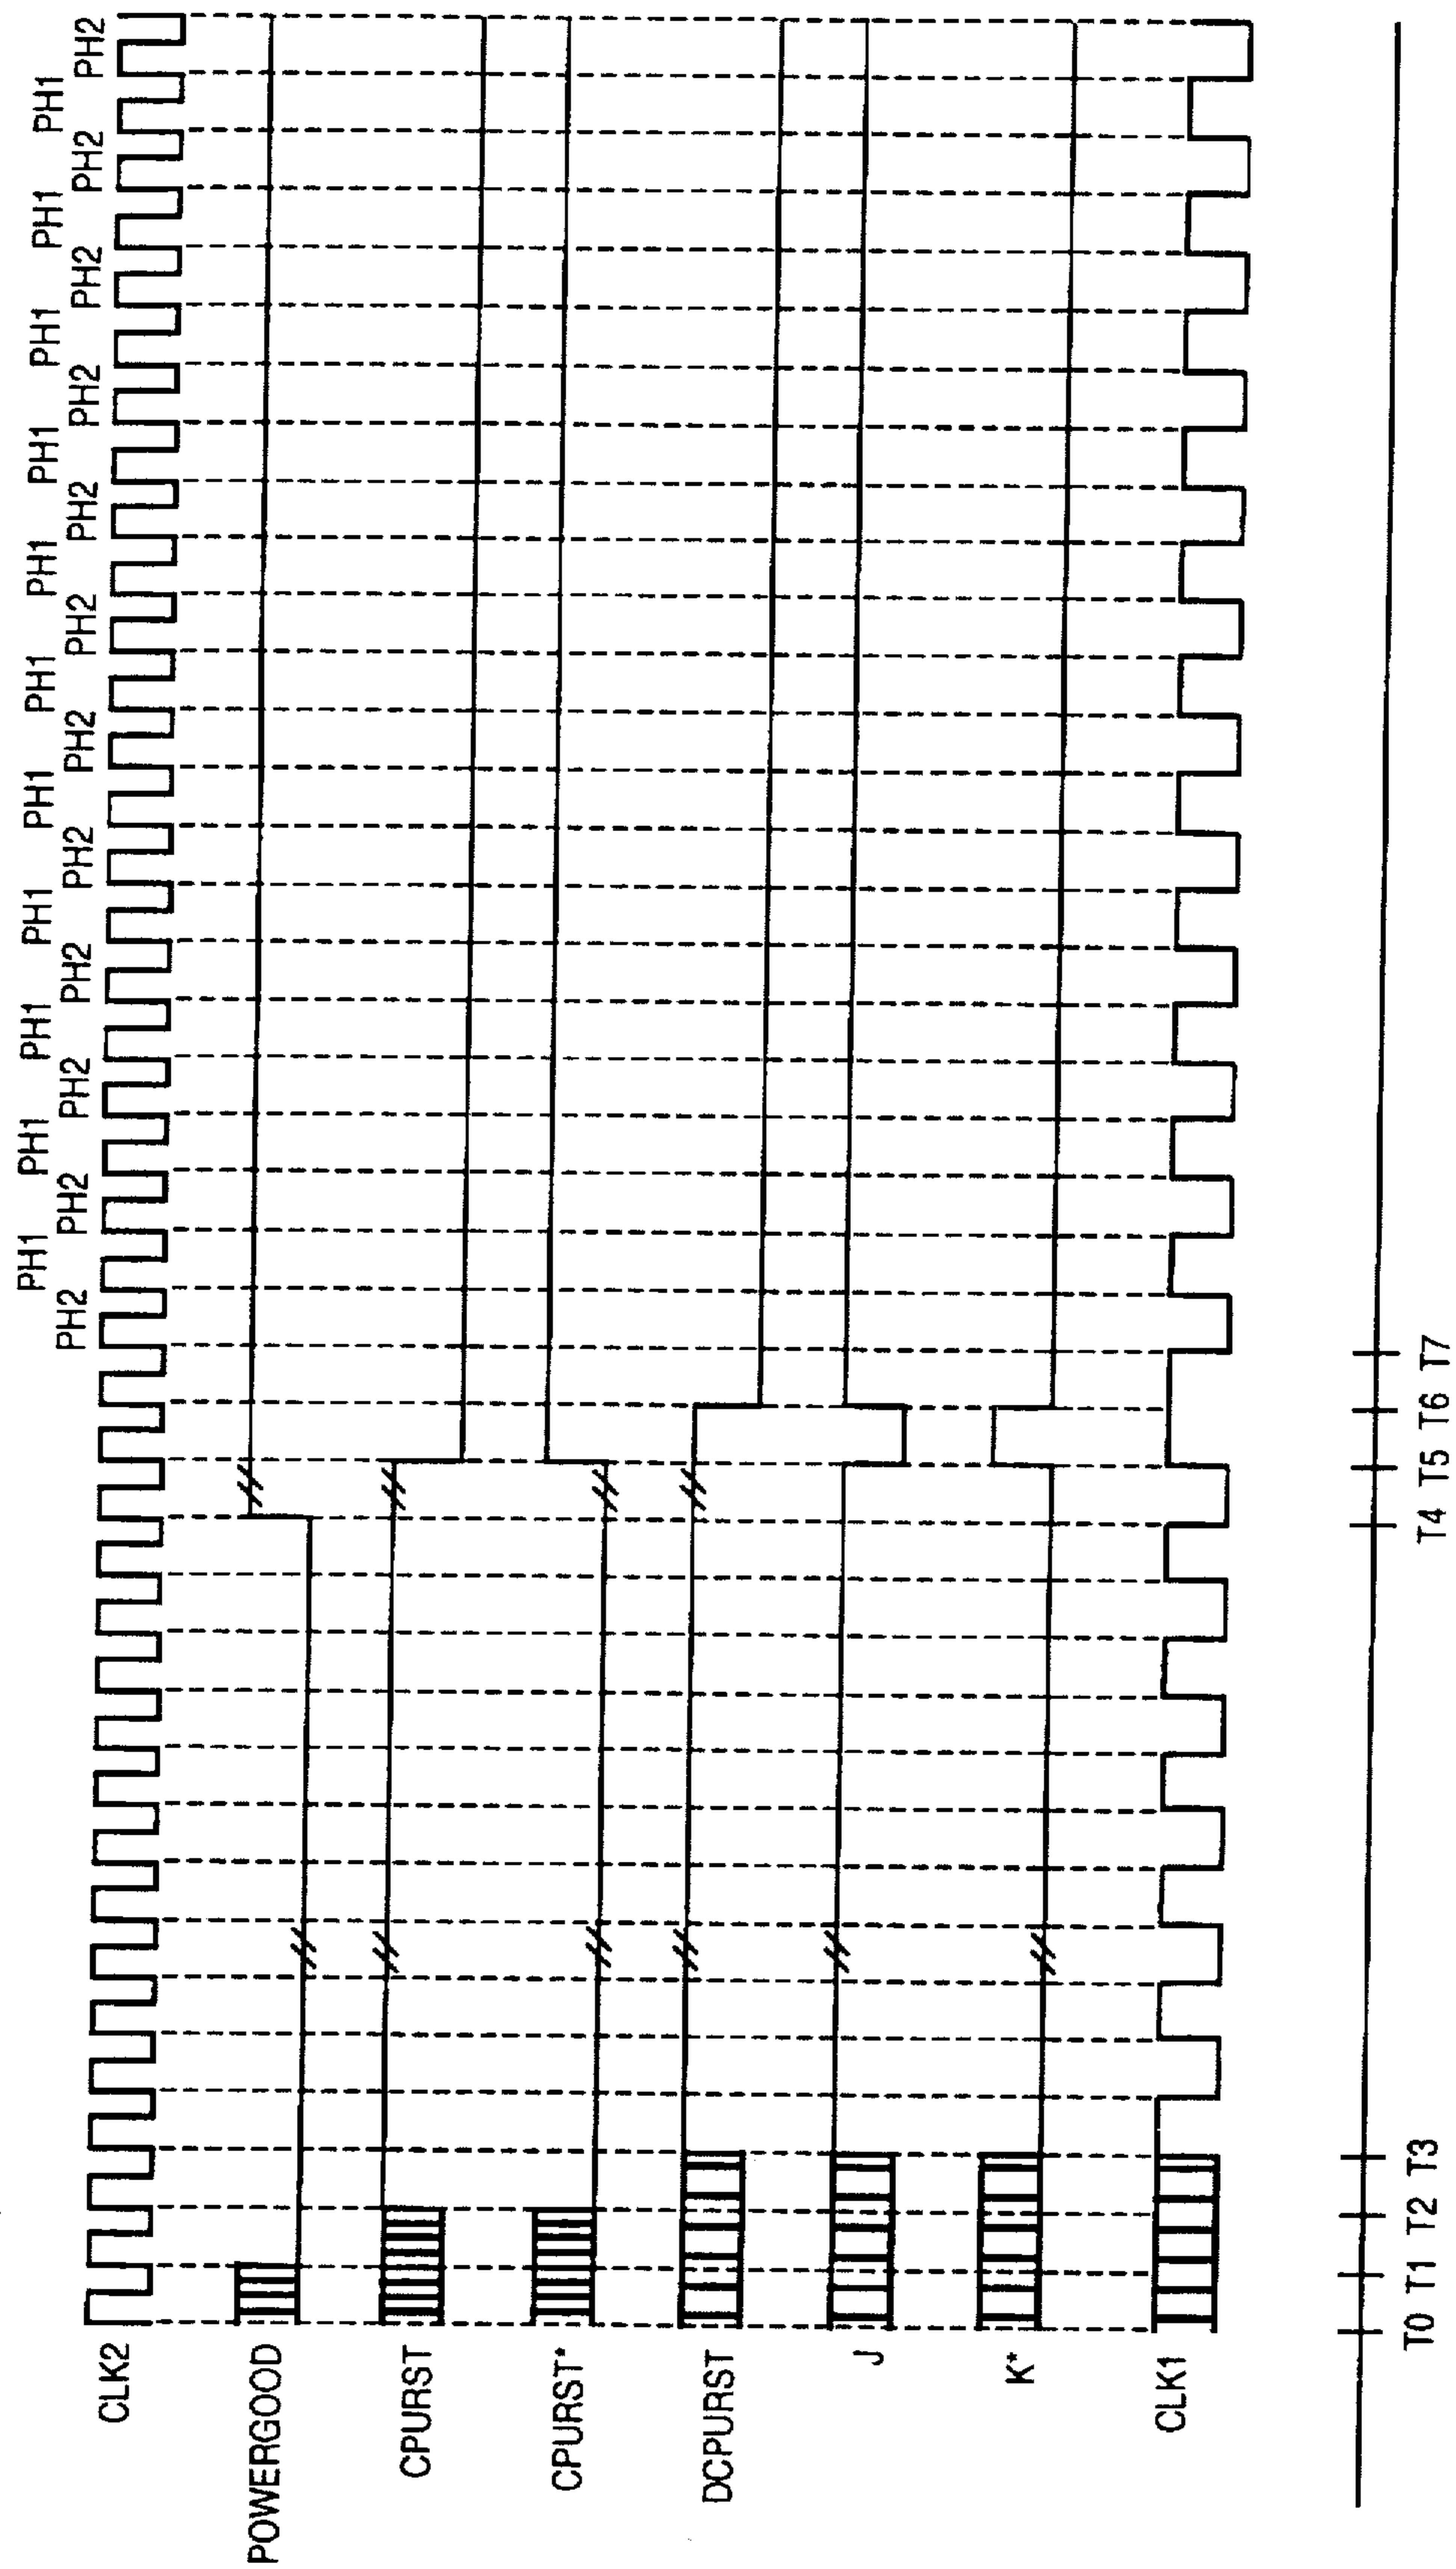 PH1 PH1 PH1 PH1 PH1 PH1 PH1 PH1 PH1 PH1 PH1
PH2 PH2 PH2 PH2 PH2 PH2 PH2 PH2 PH2 PH2 PH2 PH2
CLK2
POWERGOOD
CPURST
CPURST*
DCPURST
J
K*
CLK1
T0 T1 T2 T3 T4 T5 T6 T7